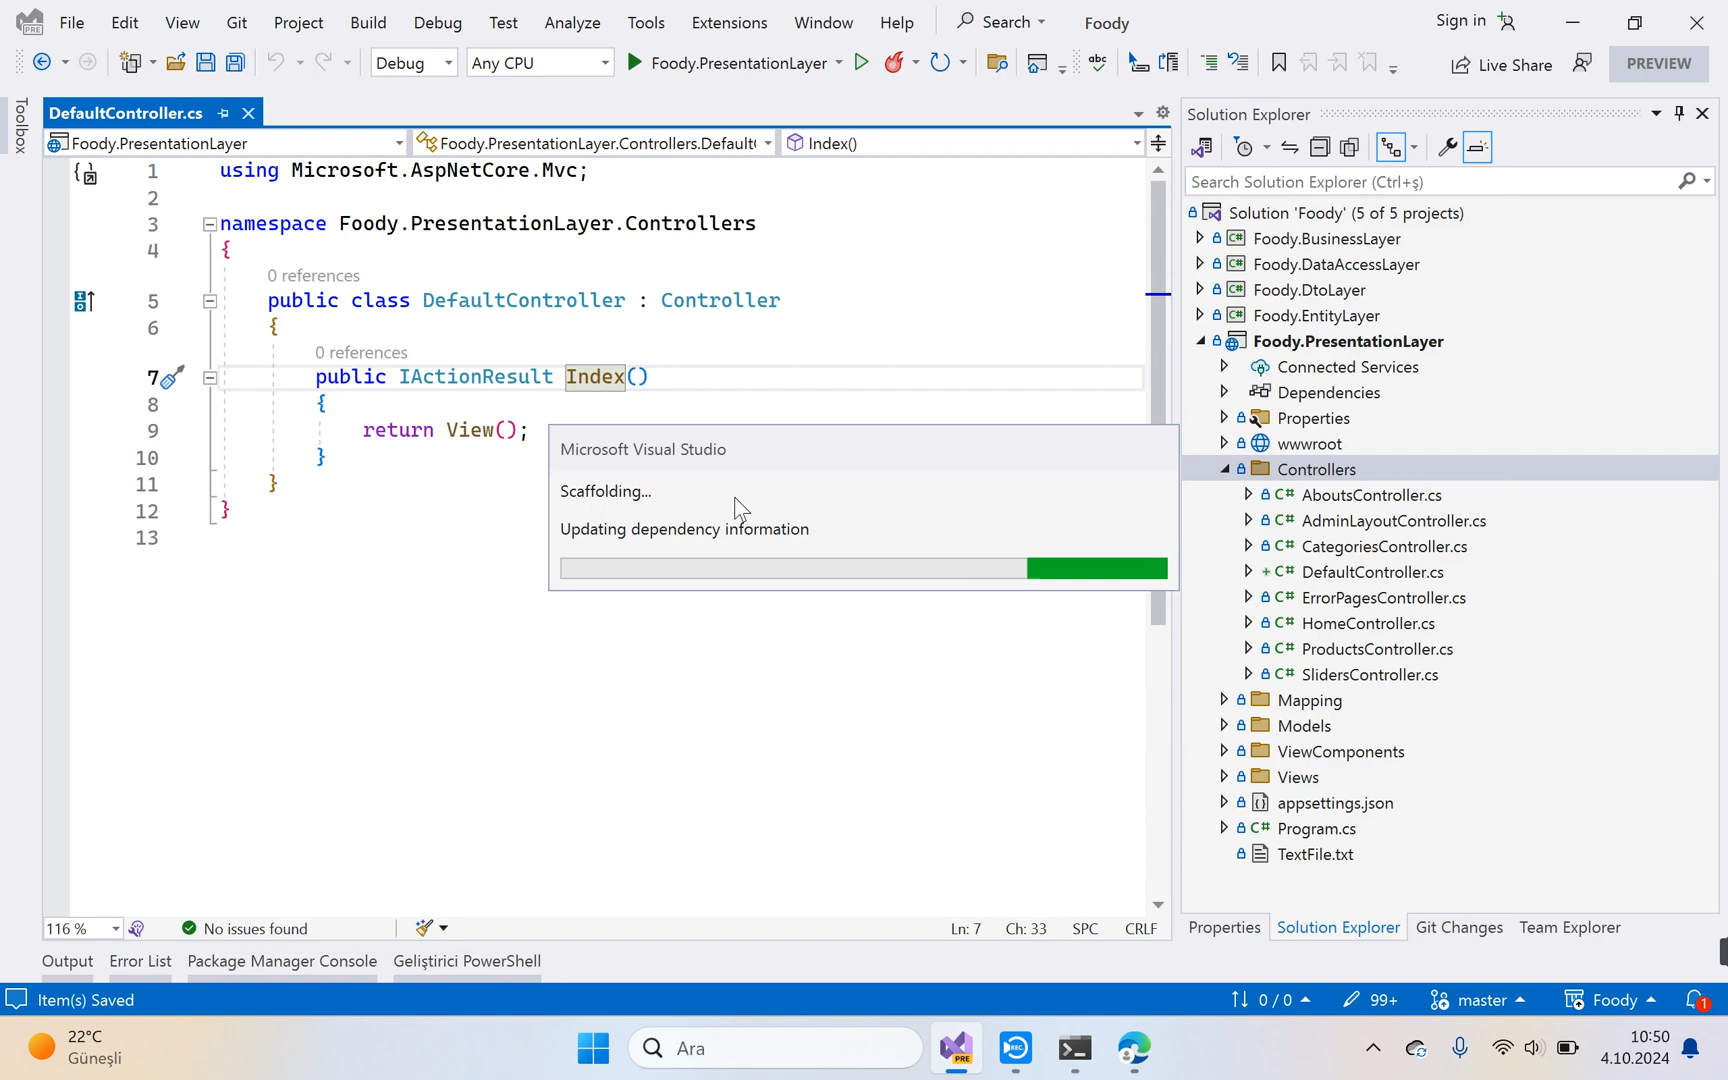 File Edit View Git Project Build Debug Test Analyze Tools Extensions Window Help Search Foody Sign in
PRE
Debug Any CPU Foody.PresentationLayer Live Share PREVIEW
Toolbox
DefaultController.cs
Foody.PresentationLayer Foody.PresentationLayer.Controllers.Default Index()
1 using Microsoft.AspNetCore.Mvc;
2
3 namespace Foody.PresentationLayer.Controllers
4 {
0 references
5 public class DefaultController : Controller
6 {
0 references
7 public IActionResult Index()
8 {
9 return View();
10 }
11 }
12 }
13
Microsoft Visual Studio
Scaffolding...
Updating dependency information
Solution Explorer
Search Solution Explorer (Ctrl+ş)
Solution 'Foody' (5 of 5 projects)
Foody.BusinessLayer
Foody.DataAccessLayer
Foody.DtoLayer
Foody.EntityLayer
Foody.PresentationLayer
Connected Services
Dependencies
Properties
wwwroot
Controllers
C# AboutsController.cs
C# AdminLayoutController.cs
C# CategoriesController.cs
C# DefaultController.cs
C# ErrorPagesController.cs
C# HomeController.cs
C# ProductsController.cs
C# SlidersController.cs
Mapping
Models
ViewComponents
Views
appsettings.json
C# Program.cs
TextFile.txt
116 % No issues found Ln: 7 Ch: 33 SPC CRLF
Properties Solution Explorer Git Changes Team Explorer
Output Error List Package Manager Console Geliştirici PowerShell
Item(s) Saved 0 / 0 99+ master Foody 1
22°C
Güneşli
Ara
PRE
REC
10:50
4.10.2024